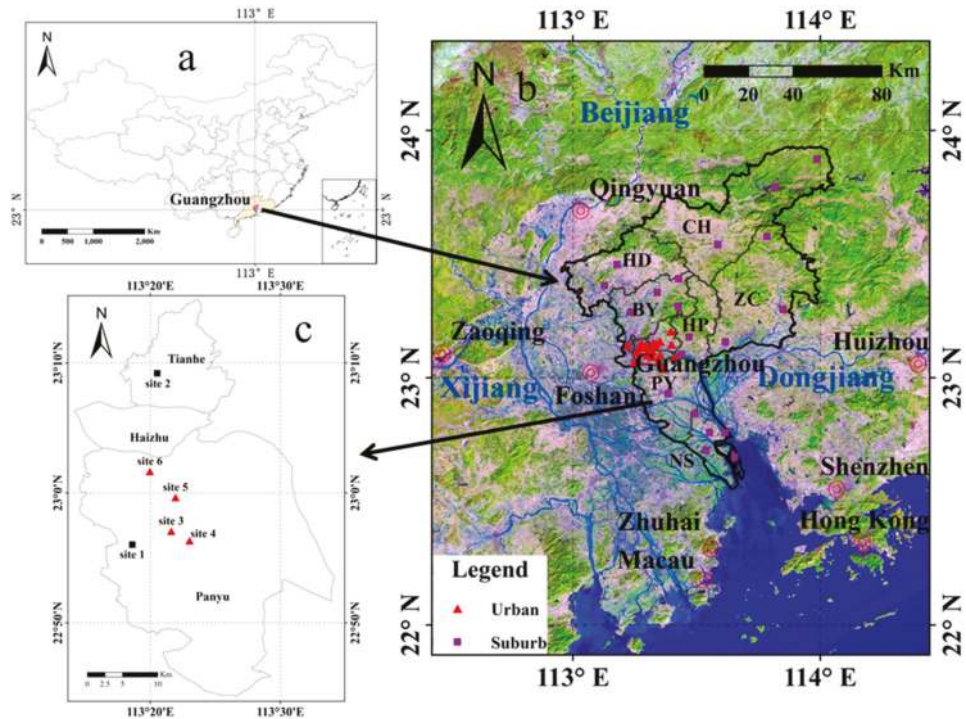 113° E
N
a
Guangzhou
23° N
0 500 1,000 2,000
Km
113° E
113° E
114° E
N
b
Km
0 20 40 80
Beijiang
24° N
24° N
Qingyuan
CH
HD
BY
ZC
HP
Zaoqing
Huizhou
Guangzhou
23° N
23° N
Xijiang
Foshan
PY
Dongjiang
NS
Shenzhen
Zhuhai
Hong Kong
Macau
Legend
Urban
Suburb
22° N
22° N
113° E
114° E
113°20'E
113°30'E
N
c
Tianhe
23°10'N
23°10'N
site 2
Haizhu
site 6
23°0'N
23°0'N
site 5
site 3
site 4
site 1
Panyu
22°50'N
22°50'N
Km
0 2.5 5 10
113°20'E
113°30'E